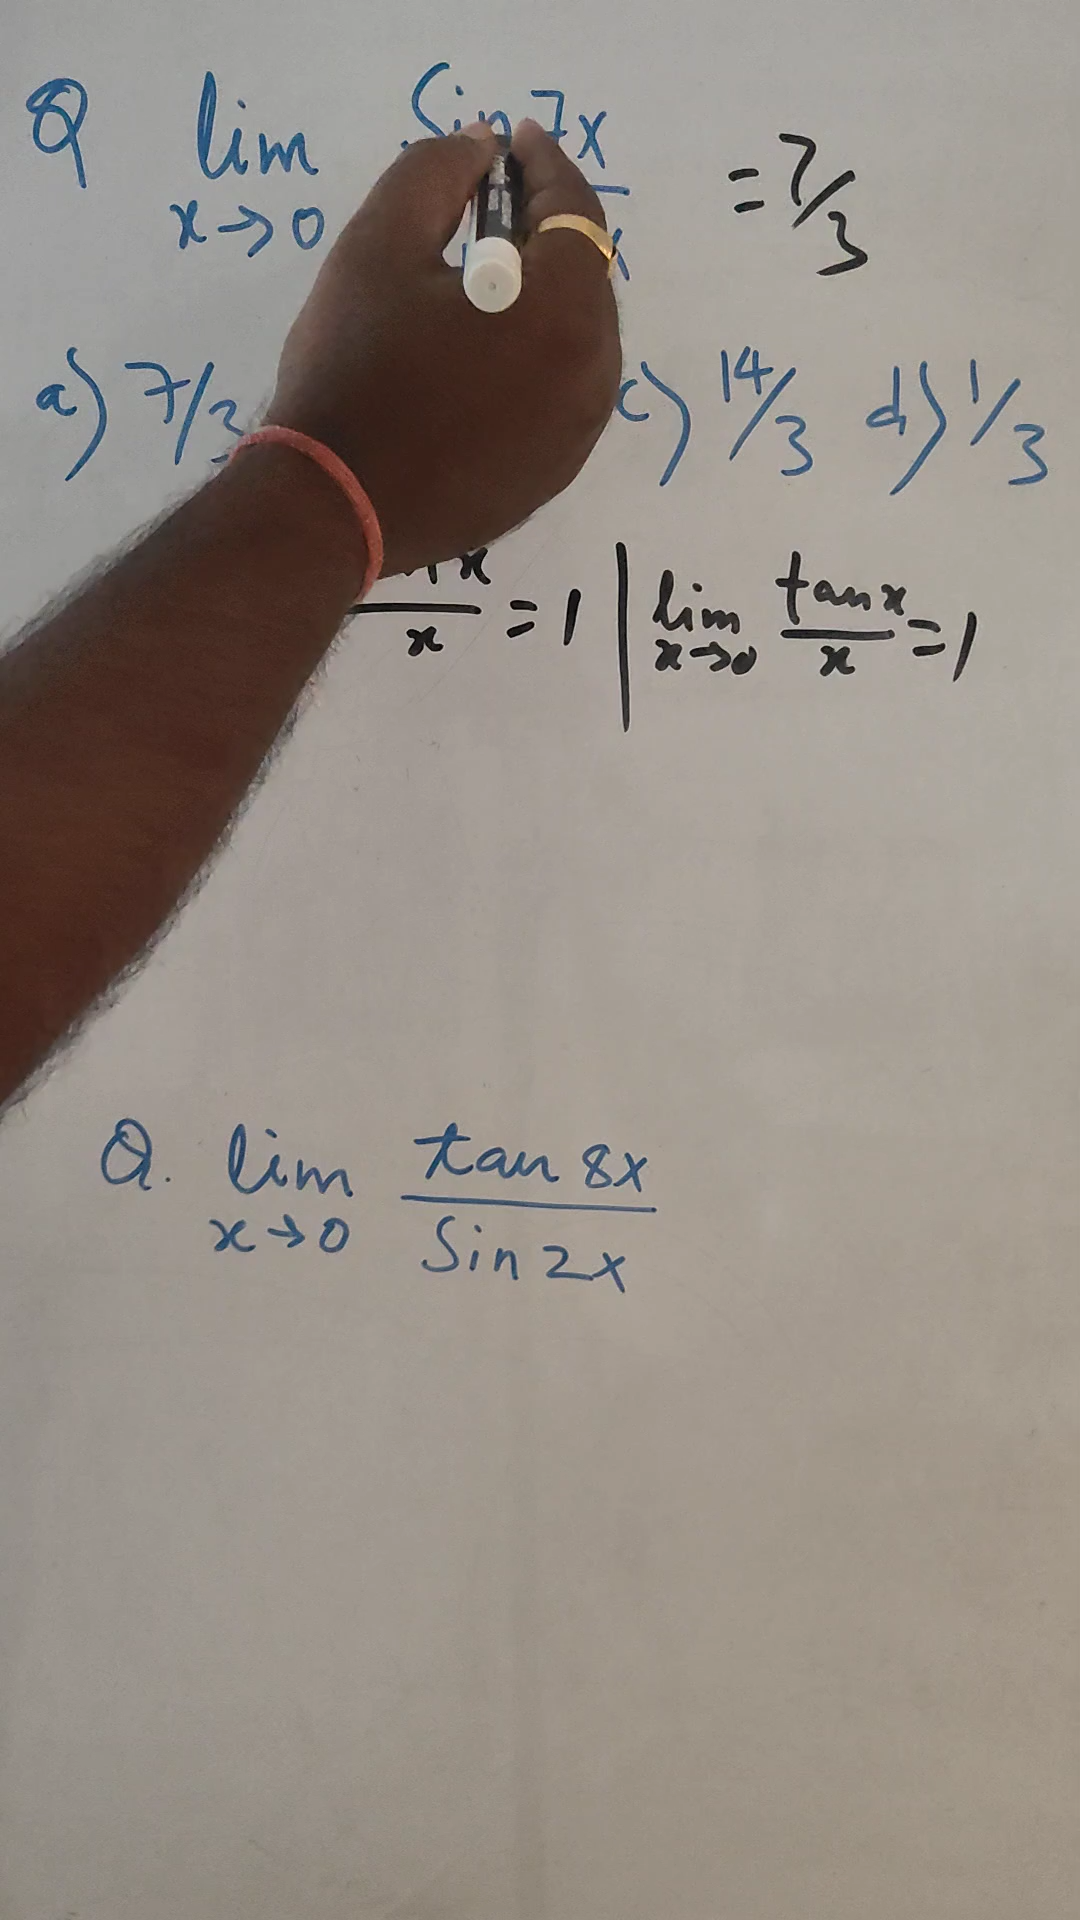 Q lim Sin 7x
x→0 x = 7/3
a) 7/3 c) 14/3 d) 1/3
x/x = 1 | lim x→0 tanx/x = 1
Q. lim x→0 tan 8x / Sin 2x